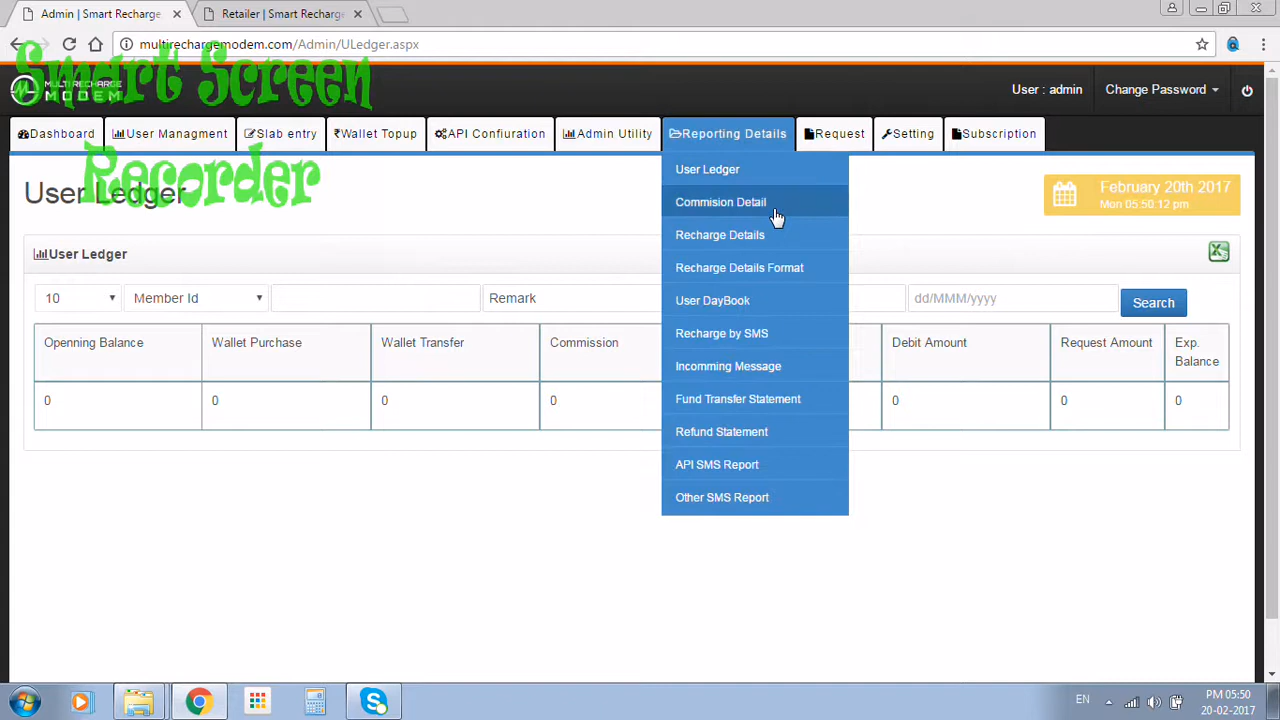 Admin | Smart Recharge
Retailer | Smart Recharge
multirechargemodem.com/Admin/ULedger.aspx
Smart Screen
Recorder
MULTI RECHARGE
MODEM
User : admin
Change Password
Dashboard
User Managment
Slab entry
₹Wallet Topup
API Confiuration
Admin Utility
Reporting Details
Request
Setting
Subscription
User Ledger
Commision Detail
Recharge Details
Recharge Details Format
User DayBook
Recharge by SMS
Incomming Message
Fund Transfer Statement
Refund Statement
API SMS Report
Other SMS Report
User Ledger
February 20th 2017
Mon 05:50:12 pm
User Ledger
10
Member Id
Remark
dd/MMM/yyyy
Search
Openning Balance
Wallet Purchase
Wallet Transfer
Commission
Debit Amount
Request Amount
Exp.
Balance
0
0
0
0
0
0
0
EN
PM 05:50
20-02-2017